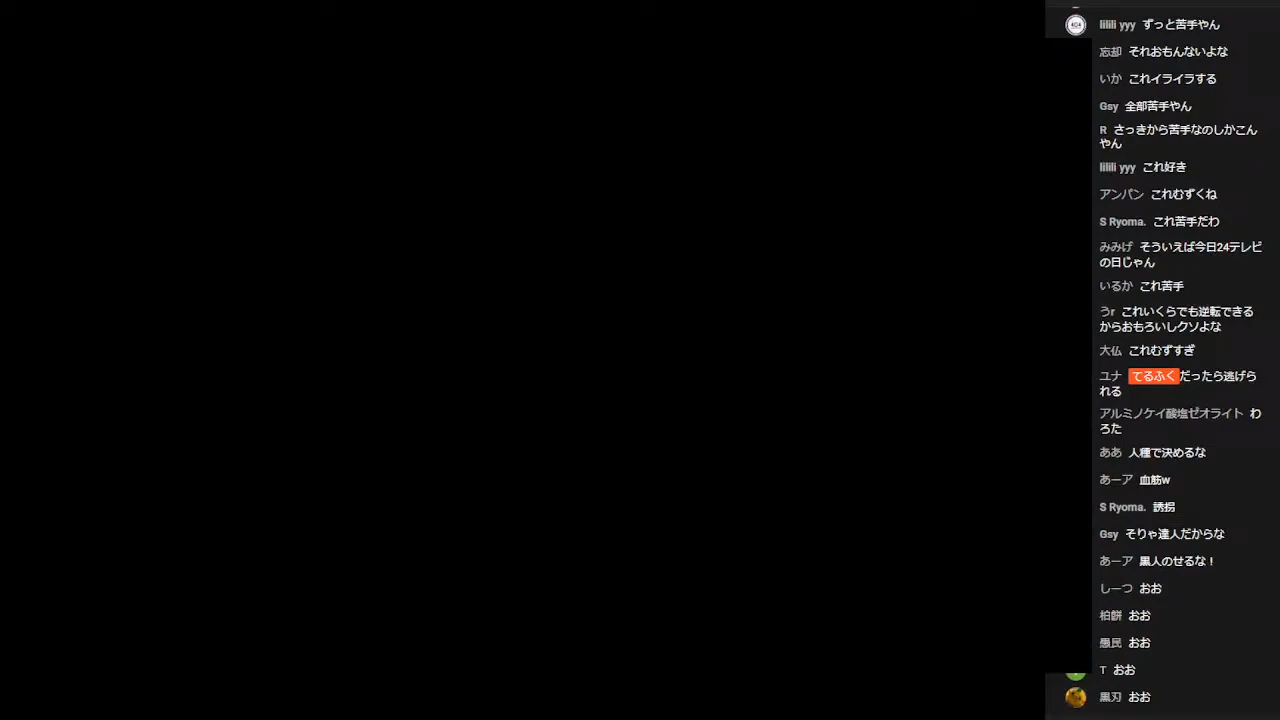 lilili yyy ずっと苦手やん
忘却 それおもんないよな
いか これイライラする
Gsy 全部苦手やん
R さっきから苦手なのしかこん
やん
lilili yyy これ好き
アンパン これむずくね
S Ryoma. これ苦手だわ
みみげ そういえば今日24テレビ
の日じゃん
いるか これ苦手
うr これいくらでも逆転できる
からおもろいしクソよな
大仏 これむずすぎ
ユナ てるふくだったら逃げら
れる
アルミノケイ酸塩ゼオライト わ
ろた
ああ 人種で決めるな
あーア 血筋w
S Ryoma. 誘拐
Gsy そりゃ達人だからな
あーア 黒人のせるな！
しーつ おお
柏餅 おお
愚民 おお
T おお
黒刃 おお